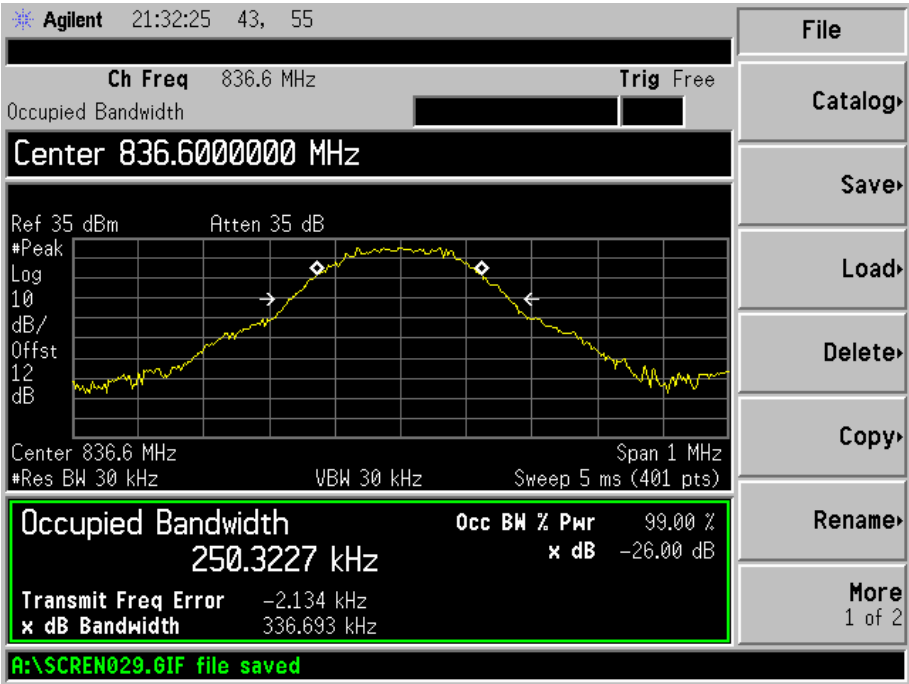 Agilent 21:32:25 43, 55
File
Ch Freq 836.6 MHz Trig Free
Occupied Bandwidth
Catalog
Center 836.6000000 MHz
Save
Ref 35 dBm Atten 35 dB
#Peak
Log
10
dB/
Offst
12
dB
Load
Delete
Center 836.6 MHz Span 1 MHz
#Res BW 30 kHz VBW 30 kHz Sweep 5 ms (401 pts)
Copy
Occupied Bandwidth Occ BW % Pwr 99.00 %
250.3227 kHz x dB -26.00 dB
Rename
Transmit Freq Error -2.134 kHz
x dB Bandwidth 336.693 kHz
More
1 of 2
A:\SCREN029.GIF file saved